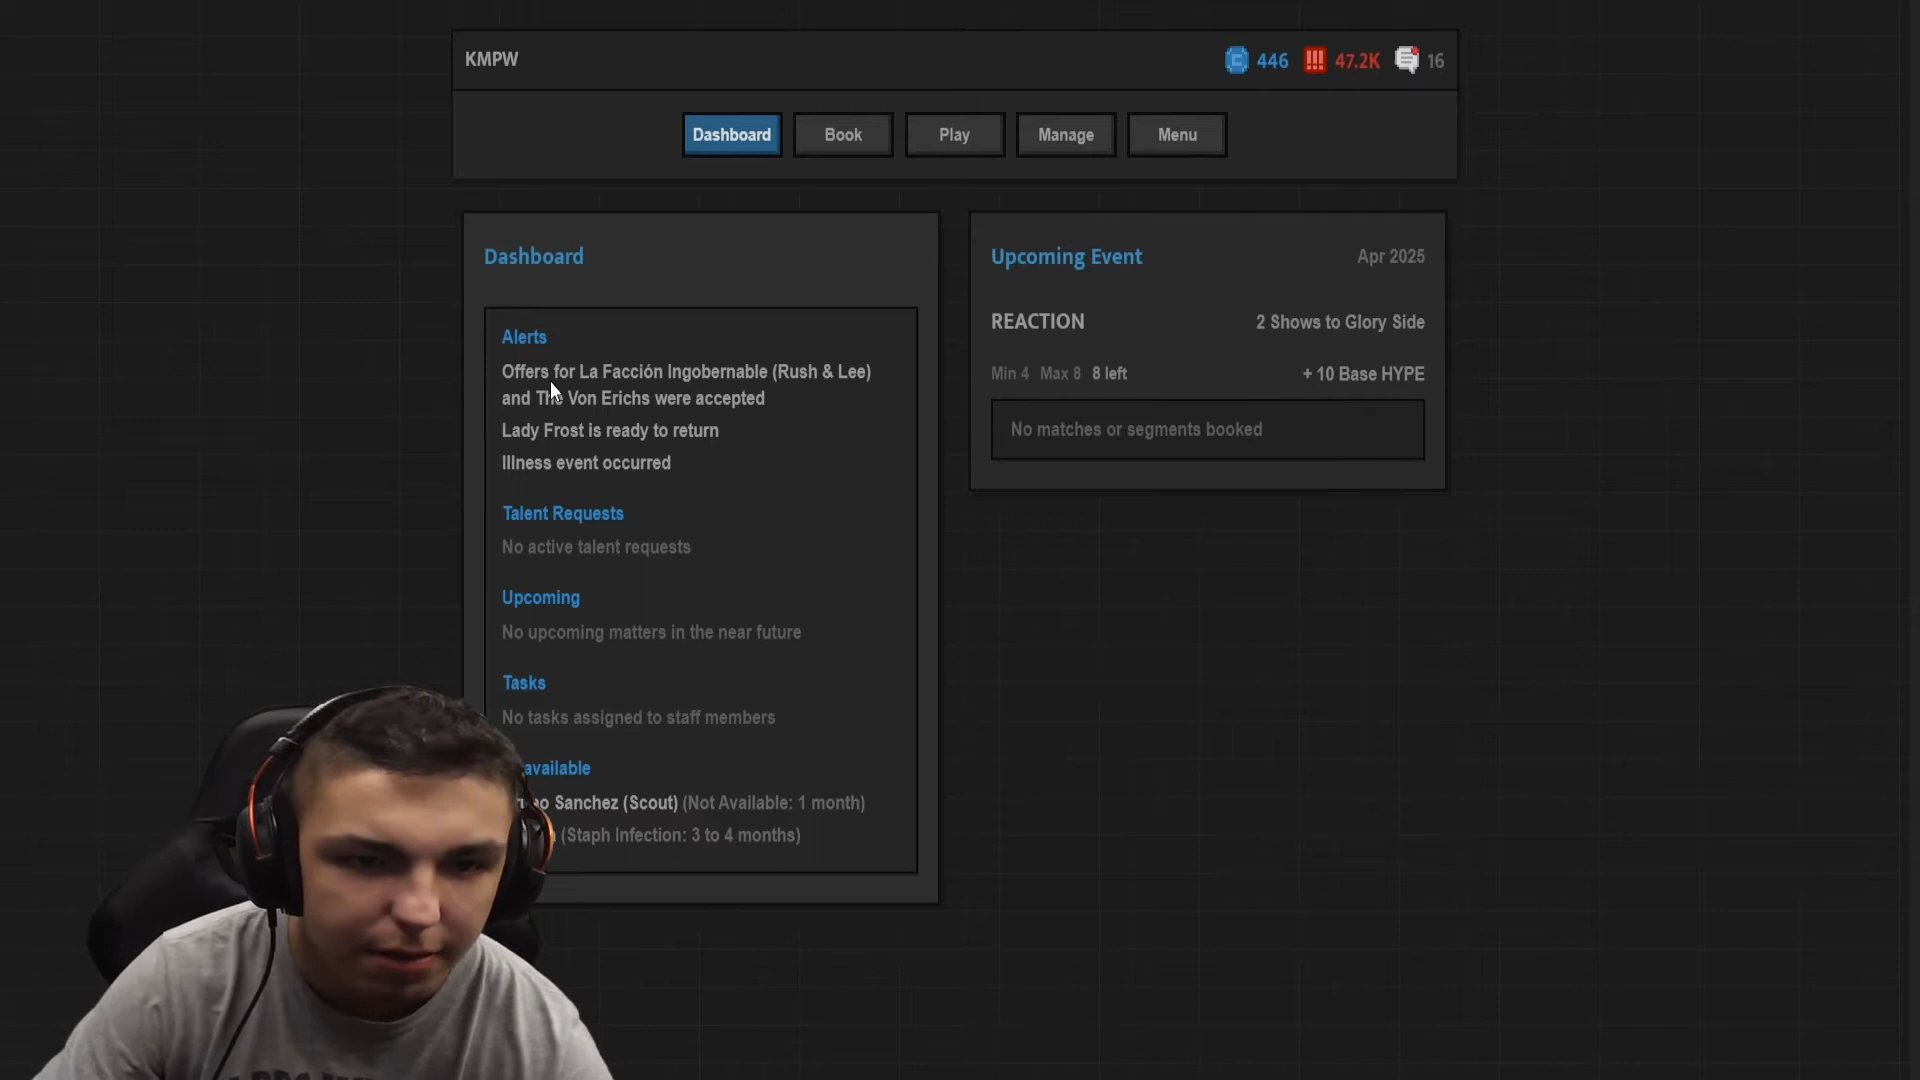 KMPW
446
47.2K
16
Dashboard
Book
Play
Manage
Menu
Dashboard
Alerts
Offers for La Facción Ingobernable (Rush & Lee)
and The Von Erichs were accepted
Lady Frost is ready to return
Illness event occurred
Talent Requests
No active talent requests
Upcoming
No upcoming matters in the near future
Tasks
No tasks assigned to staff members
available
Sanchez (Scout) (Not Available: 1 month)
(Staph Infection: 3 to 4 months)
Upcoming Event
Apr 2025
REACTION
2 Shows to Glory Side
Min 4 Max 8 8 left
+ 10 Base HYPE
No matches or segments booked